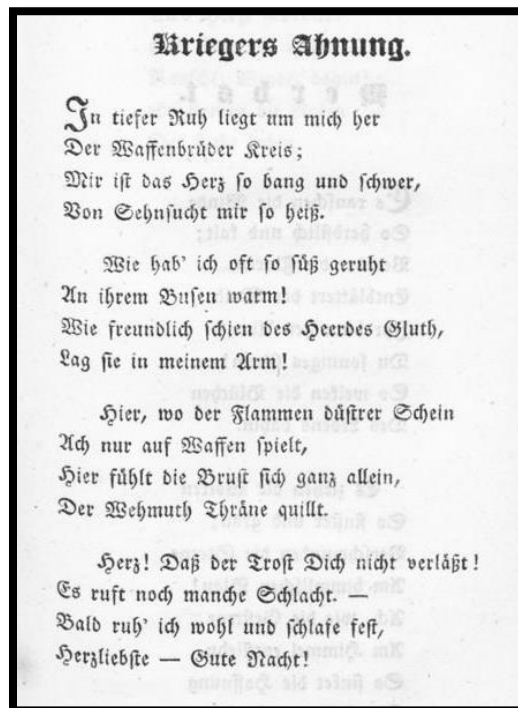 Kriegers Ahnung.
In tiefer Ruh liegt um mich her
Der Waffenbrüder Kreis;
Mir ist das Herz so bang und schwer,
Von Sehnsucht mir so heiß.
Wie hab' ich oft so süß geruht
An ihrem Busen warm!
Wie freundlich schien des Heerdes Gluth,
Lag sie in meinem Arm!
Hier, wo der Flammen düstrer Schein
Ach nur auf Waffen spielt,
Hier fühlt die Brust sich ganz allein,
Der Wehmuth Thräne quillt.
Herz! Daß der Trost Dich nicht verläßt!
Es ruft noch manche Schlacht. —
Bald ruh' ich wohl und schlafe fest,
Herzliebste — Gute Nacht!